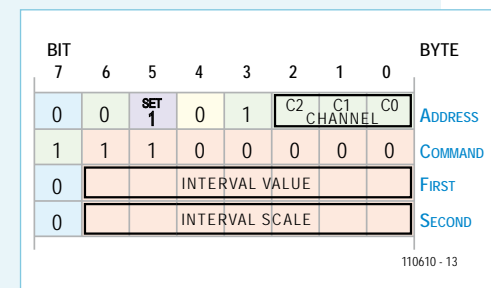 BIT BYTE
7 6 5 4 3 2 1 0
0 0 SET 1 0 1 C2 C1 C0 CHANNEL ADDRESS
1 1 1 0 0 0 0 0 COMMAND
0 INTERVAL VALUE FIRST
0 INTERVAL SCALE SECOND
110610 - 13